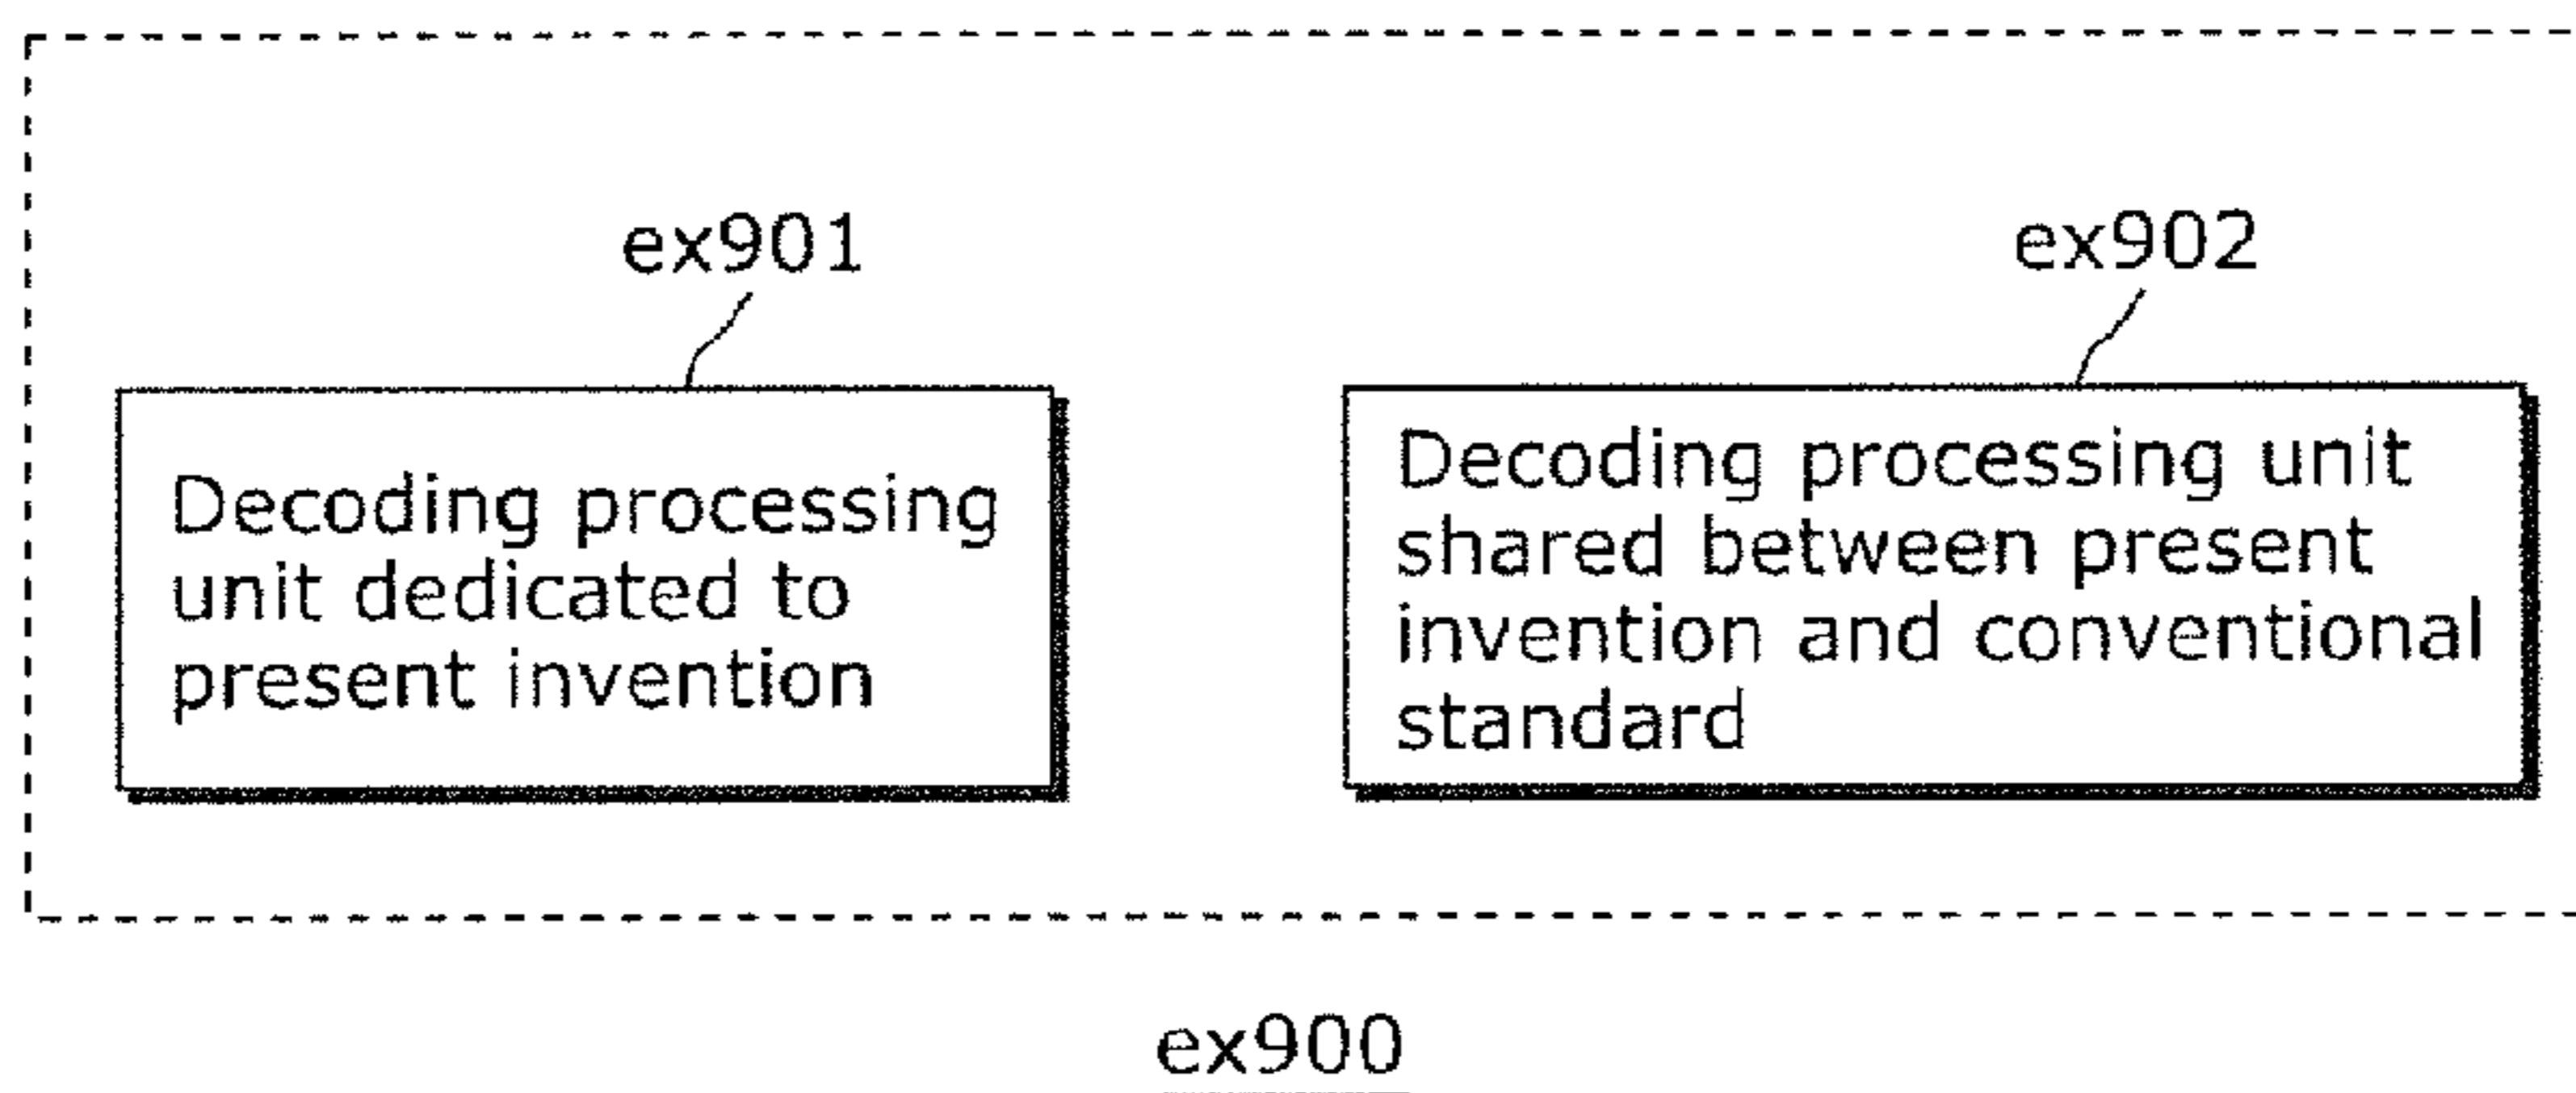 ex901
ex902
Decoding processing
unit dedicated to
present invention
Decoding processing unit
shared between present
invention and conventional
standard
ex900